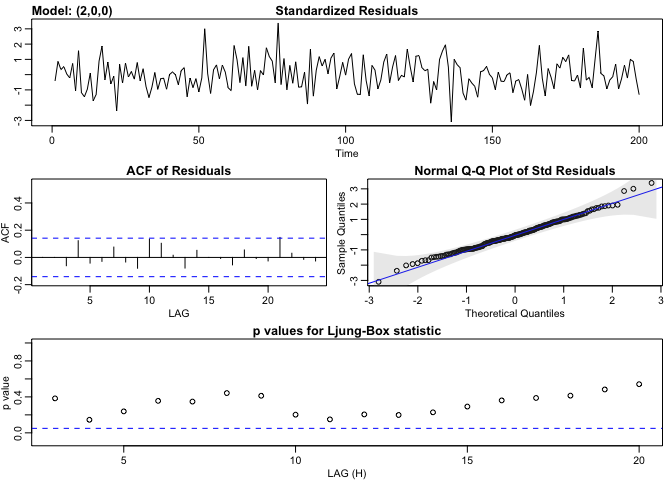 Model: (2,0,0) Standardized Residuals
3
1
-1
-3
0 50 100 150 200
Time
ACF of Residuals
ACF
0.4
0.2
0.0
-0.2
5 10 15 20
LAG
Normal Q-Q Plot of Std Residuals
Sample Quantiles
3
2
1
-1
-3
-3 -2 -1 0 1 2 3
Theoretical Quantiles
p values for Ljung-Box statistic
p value
0.8
0.4
0.0
5 10 15 20
LAG (H)